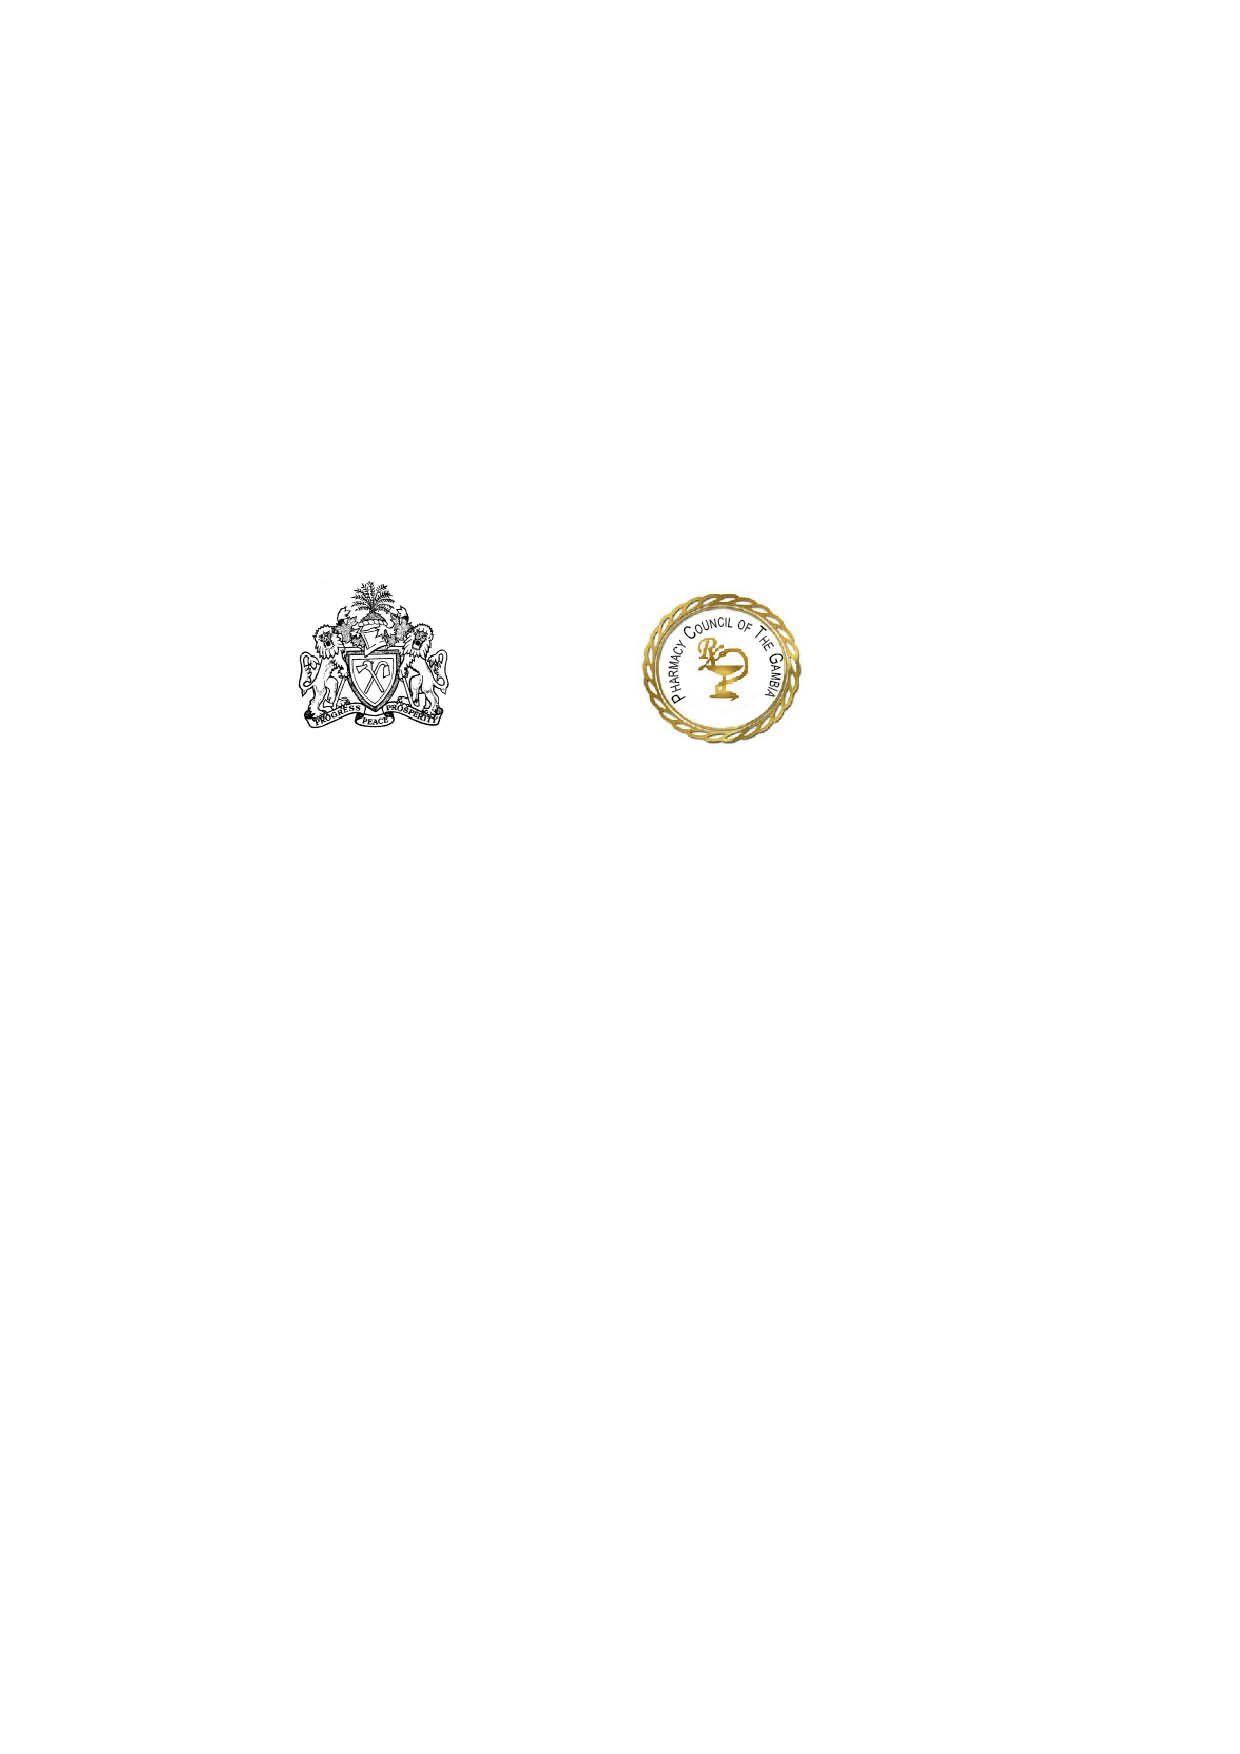 PROGRESS PEACE PROSPERITY
PHARMACY COUNCIL OF THE GAMBIA
Rx